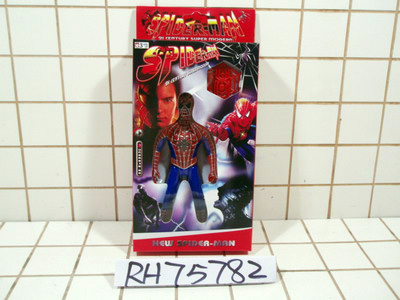 SPIDER-MAN
21 CENTURY SUPER MODERN
SPIDER-MAN
NEW SPIDER-MAN
RH75782